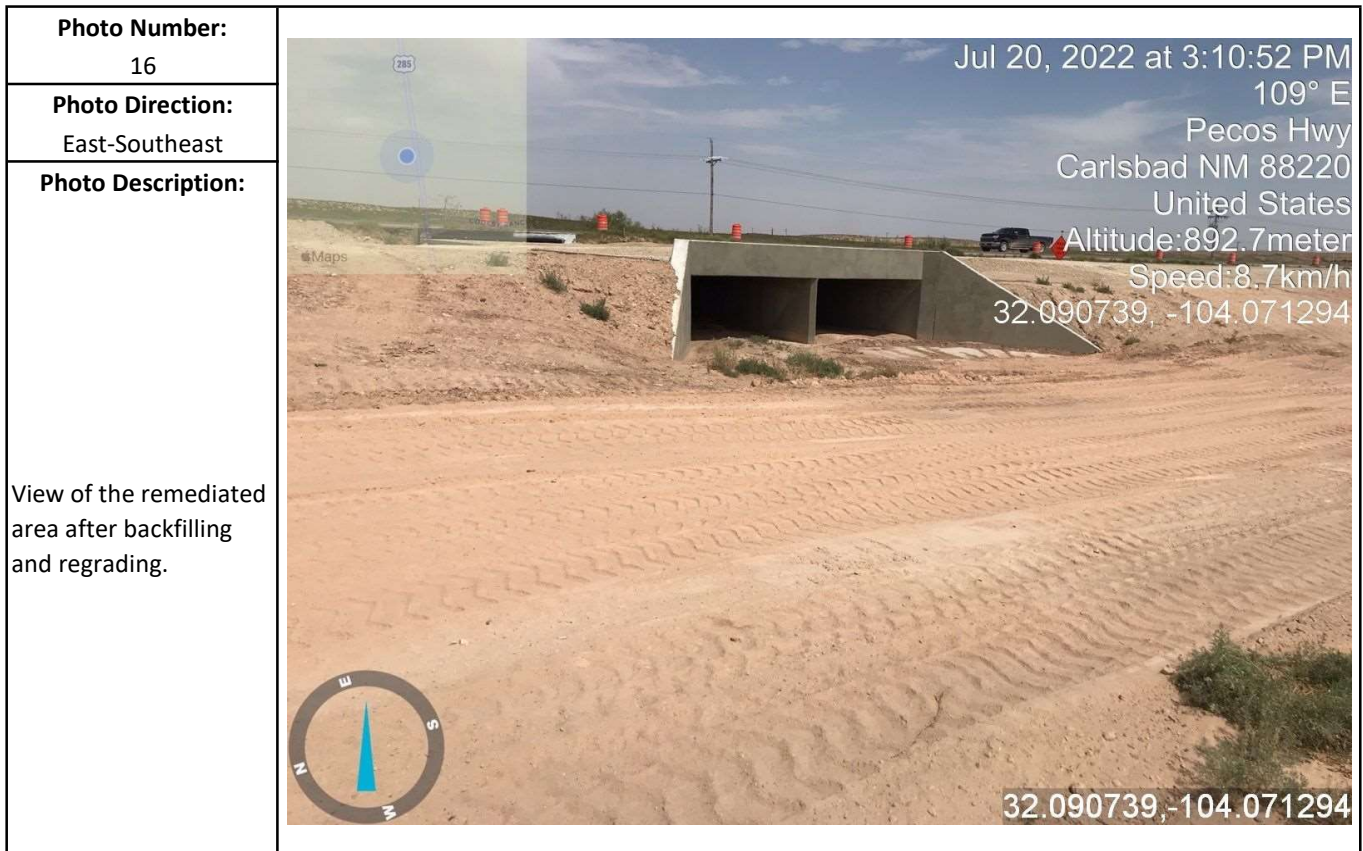 Photo Number:
16
Photo Direction:
East-Southeast
Photo Description:
View of the remediated
area after backfilling
and regrading.
285
Maps
Jul 20, 2022 at 3:10:52 PM
109° E
Pecos Hwy
Carlsbad NM 88220
United States
Altitude:892.7meter
Speed:8.7km/h
32.090739, -104.071294
E
S
N
W
32.090739,-104.071294